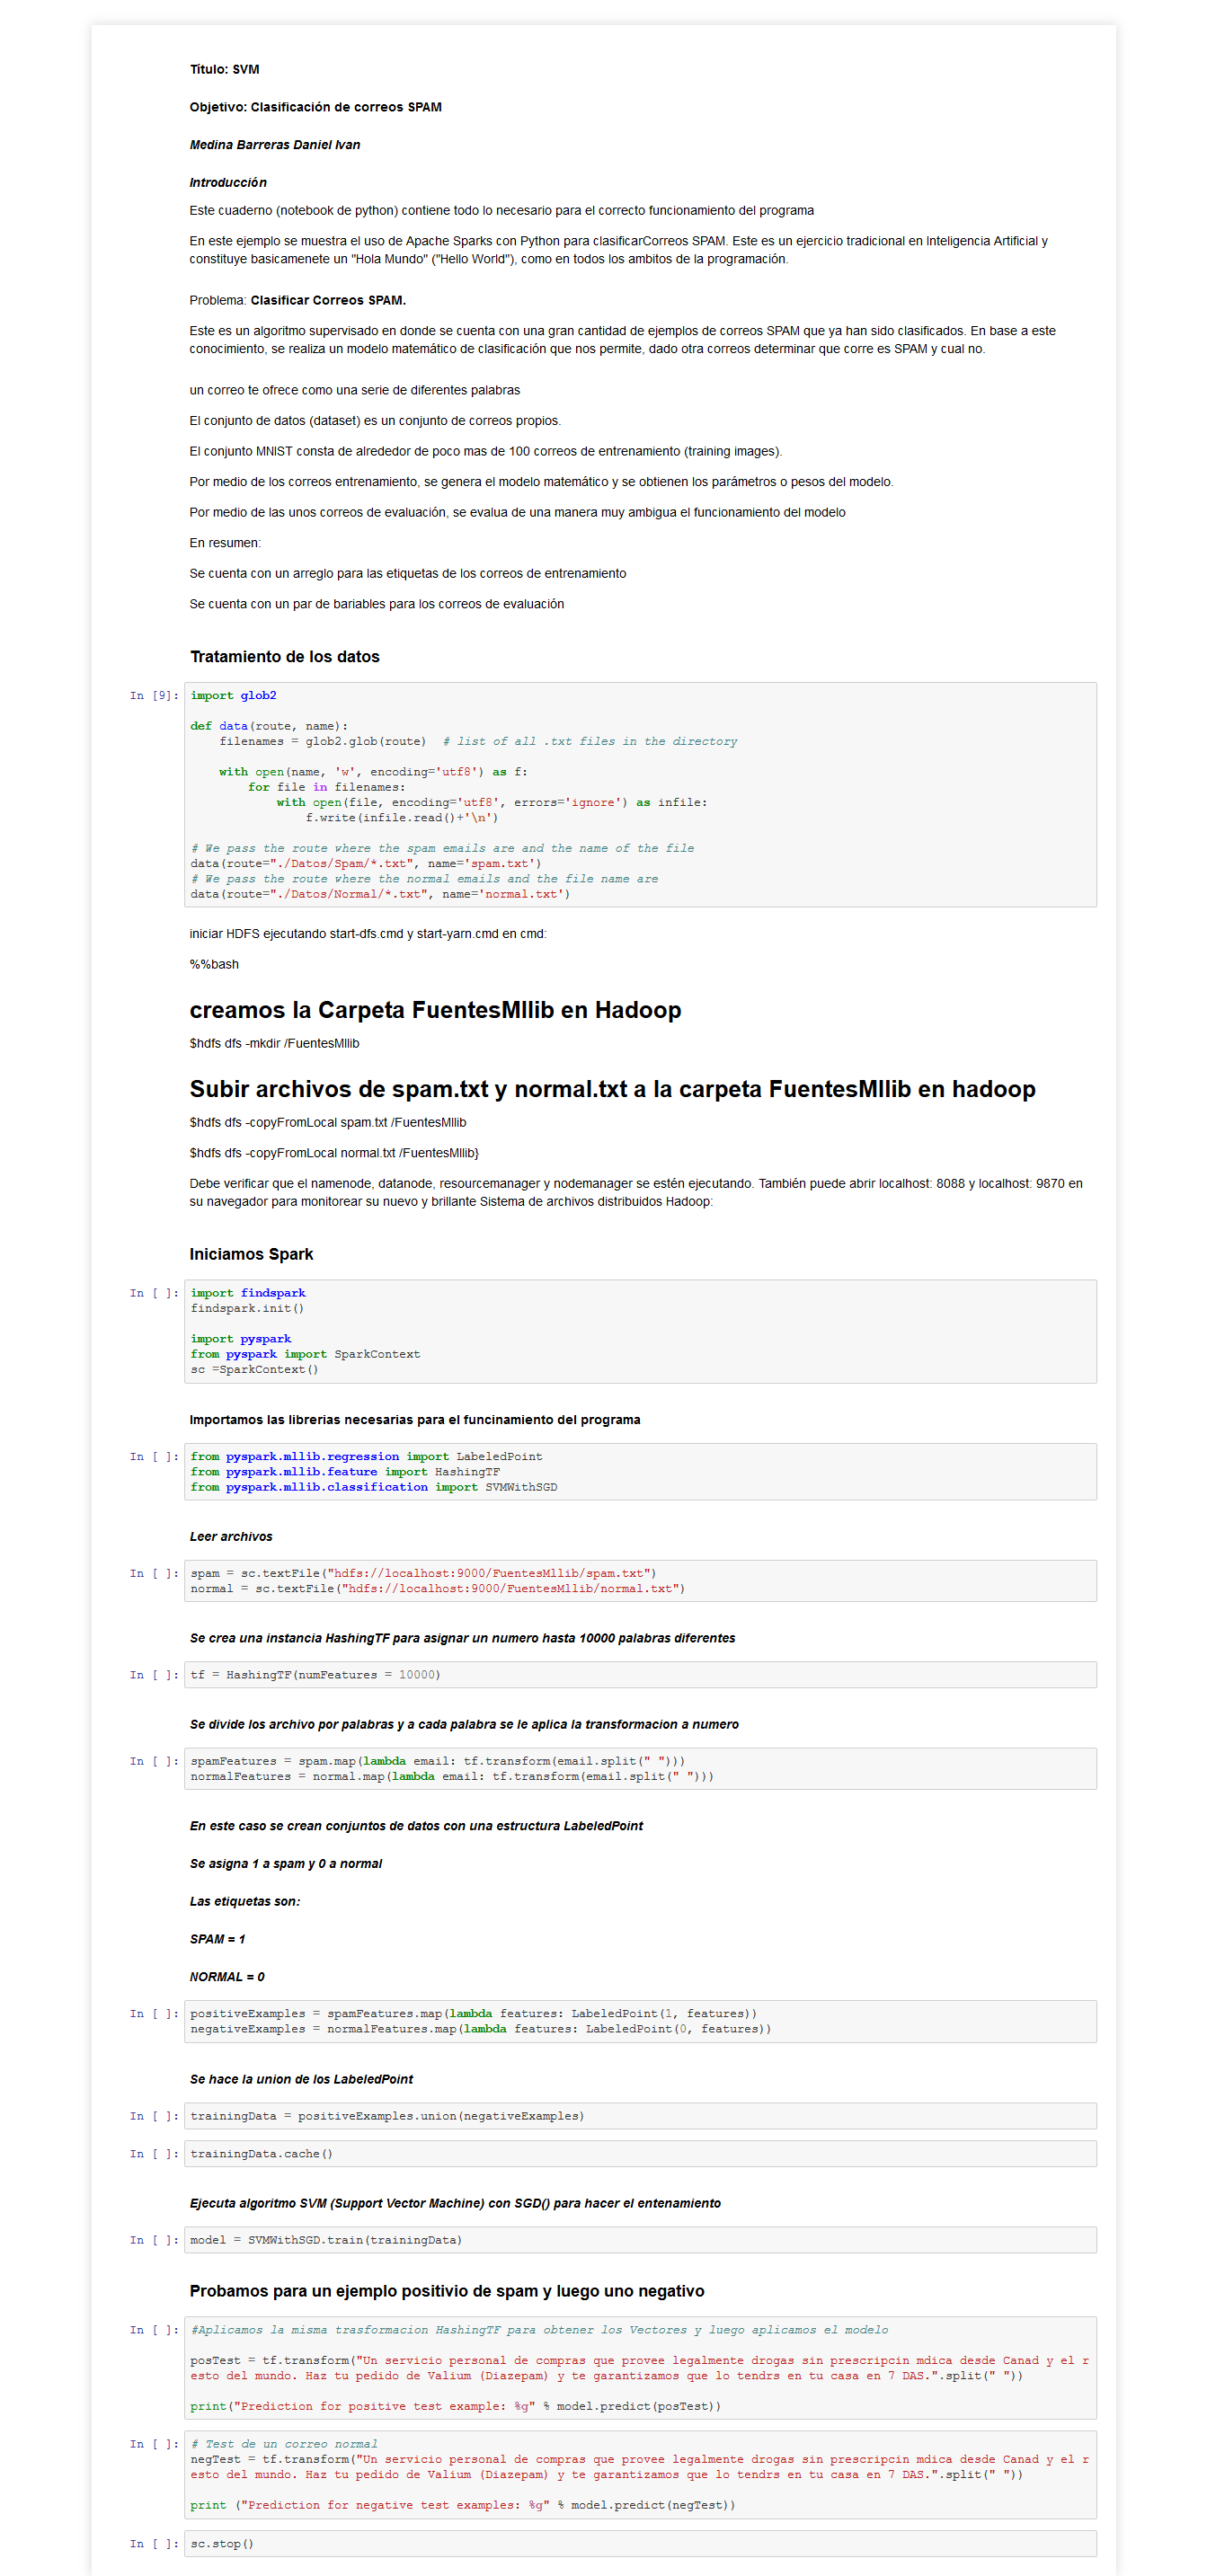 Título: SVM
Objetivo: Clasificación de correos SPAM
Medina Barreras Daniel Ivan
Introducción
Este cuaderno (notebook de python) contiene todo lo necesario para el correcto funcionamiento del programa
En este ejemplo se muestra el uso de Apache Sparks con Python para clasificarCorreos SPAM. Este es un ejercicio tradicional en Inteligencia Artificial y
constituye basicamenete un "Hola Mundo" ("Hello World"), como en todos los ambitos de la programación.
Problema: Clasificar Correos SPAM.
Este es un algoritmo supervisado en donde se cuenta con una gran cantidad de ejemplos de correos SPAM que ya han sido clasificados. En base a este
conocimiento, se realiza un modelo matemático de clasificación que nos permite, dado otra correos determinar que corre es SPAM y cual no.
un correo te ofrece como una serie de diferentes palabras
El conjunto de datos (dataset) es un conjunto de correos propios.
El conjunto MNIST consta de alrededor de poco mas de 100 correos de entrenamiento (training images).
Por medio de los correos entrenamiento, se genera el modelo matemático y se obtienen los parámetros o pesos del modelo.
Por medio de las unos correos de evaluación, se evalua de una manera muy ambigua el funcionamiento del modelo
En resumen:
Se cuenta con un arreglo para las etiquetas de los correos de entrenamiento
Se cuenta con un par de bariables para los correos de evaluación
Tratamiento de los datos
In [9]: import glob2
def data(route, name):
    filenames = glob2.glob(route)  # list of all .txt files in the directory
    with open(name, 'w', encoding='utf8') as f:
        for file in filenames:
            with open(file, encoding='utf8', errors='ignore') as infile:
                f.write(infile.read()+'\n')
# We pass the route where the spam emails are and the name of the file
data(route="./Datos/Spam/*.txt", name='spam.txt')
# We pass the route where the normal emails and the file name are
data(route="./Datos/Normal/*.txt", name='normal.txt')
iniciar HDFS ejecutando start-dfs.cmd y start-yarn.cmd en cmd:
%%bash
creamos la Carpeta FuentesMllib en Hadoop
$hdfs dfs -mkdir /FuentesMllib
Subir archivos de spam.txt y normal.txt a la carpeta FuentesMllib en hadoop
$hdfs dfs -copyFromLocal spam.txt /FuentesMllib
$hdfs dfs -copyFromLocal normal.txt /FuentesMllib}
Debe verificar que el namenode, datanode, resourcemanager y nodemanager se estén ejecutando. También puede abrir localhost: 8088 y localhost: 9870 en
su navegador para monitorear su nuevo y brillante Sistema de archivos distribuidos Hadoop:
Iniciamos Spark
In [ ]: import findspark
findspark.init()
import pyspark
from pyspark import SparkContext
sc =SparkContext()
Importamos las librerias necesarias para el funcinamiento del programa
In [ ]: from pyspark.mllib.regression import LabeledPoint
from pyspark.mllib.feature import HashingTF
from pyspark.mllib.classification import SVMWithSGD
Leer archivos
In [ ]: spam = sc.textFile("hdfs://localhost:9000/FuentesMllib/spam.txt")
normal = sc.textFile("hdfs://localhost:9000/FuentesMllib/normal.txt")
Se crea una instancia HashingTF para asignar un numero hasta 10000 palabras diferentes
In [ ]: tf = HashingTF(numFeatures = 10000)
Se divide los archivo por palabras y a cada palabra se le aplica la transformacion a numero
In [ ]: spamFeatures = spam.map(lambda email: tf.transform(email.split(" ")))
normalFeatures = normal.map(lambda email: tf.transform(email.split(" ")))
En este caso se crean conjuntos de datos con una estructura LabeledPoint
Se asigna 1 a spam y 0 a normal
Las etiquetas son:
SPAM = 1
NORMAL = 0
In [ ]: positiveExamples = spamFeatures.map(lambda features: LabeledPoint(1, features))
negativeExamples = normalFeatures.map(lambda features: LabeledPoint(0, features))
Se hace la union de los LabeledPoint
In [ ]: trainingData = positiveExamples.union(negativeExamples)
In [ ]: trainingData.cache()
Ejecuta algoritmo SVM (Support Vector Machine) con SGD() para hacer el entenamiento
In [ ]: model = SVMWithSGD.train(trainingData)
Probamos para un ejemplo positivio de spam y luego uno negativo
In [ ]: #Aplicamos la misma trasformacion HashingTF para obtener los Vectores y luego aplicamos el modelo
posTest = tf.transform("Un servicio personal de compras que provee legalmente drogas sin prescripcin mdica desde Canad y el r
esto del mundo. Haz tu pedido de Valium (Diazepam) y te garantizamos que lo tendrs en tu casa en 7 DAS.".split(" "))
print("Prediction for positive test example: %g" % model.predict(posTest))
In [ ]: # Test de un correo normal
negTest = tf.transform("Un servicio personal de compras que provee legalmente drogas sin prescripcin mdica desde Canad y el r
esto del mundo. Haz tu pedido de Valium (Diazepam) y te garantizamos que lo tendrs en tu casa en 7 DAS.".split(" "))
print ("Prediction for negative test examples: %g" % model.predict(negTest))
In [ ]: sc.stop()